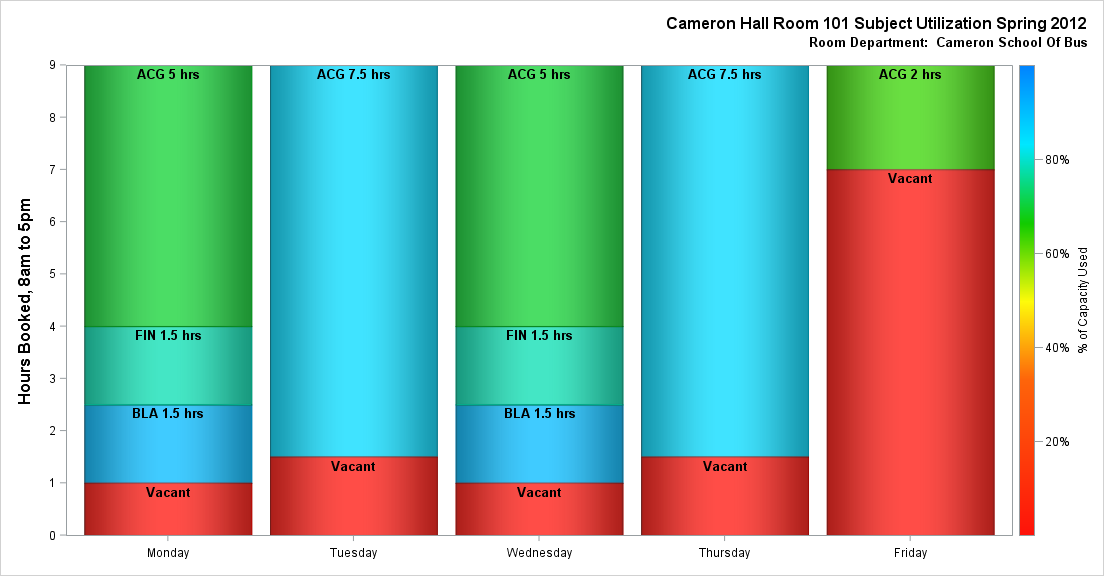 Cameron Hall Room 101 Subject Utilization Spring 2012
Room Department:  Cameron School Of Bus
Hours Booked, 8am to 5pm
9
8
7
6
5
4
3
2
1
0
ACG 5 hrs
FIN 1.5 hrs
BLA 1.5 hrs
Vacant
ACG 7.5 hrs
Vacant
ACG 5 hrs
FIN 1.5 hrs
BLA 1.5 hrs
Vacant
ACG 7.5 hrs
Vacant
ACG 2 hrs
Vacant
Monday Tuesday Wednesday Thursday Friday
80%
60%
40%
20%
% of Capacity Used